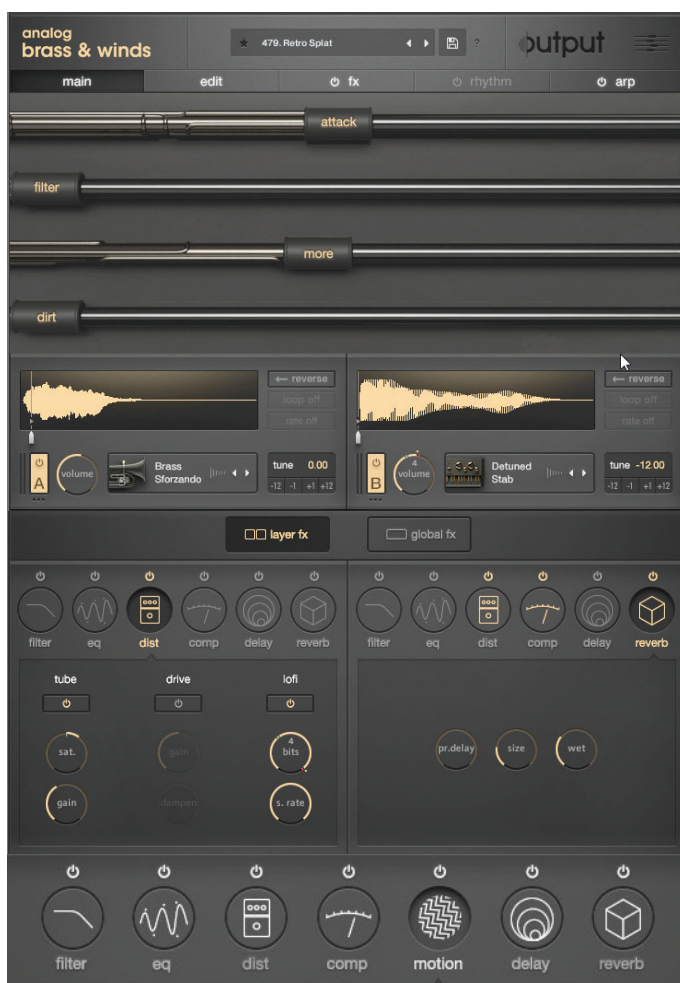 analog
brass & winds
479. Retro Splat
?
output
main
edit
fx
rhythm
arp
attack
filter
more
dirt
← reverse
loop off
rate off
← reverse
loop off
rate off
A
volume
Brass
Sforzando
tune 0.00
-12 -1 +1 +12
B
4
volume
Detuned
Stab
tune -12.00
-12 -1 +1 +12
layer fx
global fx
filter
eq
dist
comp
delay
reverb
filter
eq
dist
comp
delay
reverb
tube
drive
lofi
sat.
gain
4
bits
gain
dampen
s. rate
pr.delay
size
wet
filter
eq
dist
comp
motion
delay
reverb